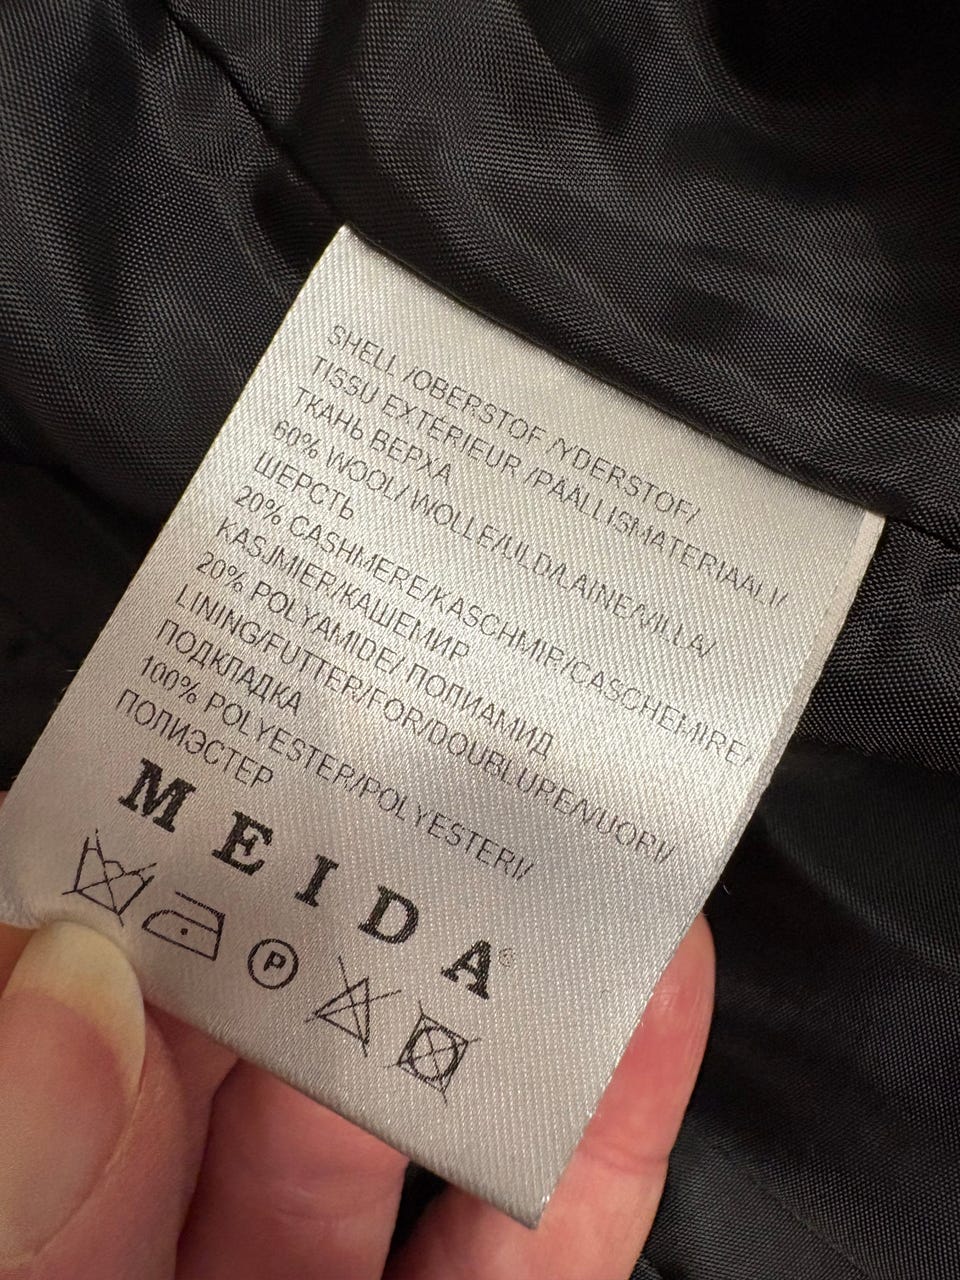 SHELL /OBERSTOF /YDERSTOF/
TISSU EXTÉRIEUR /PAALLISMATERIAALI/
ТКАНЬ ВЕРХА
60% WOOL/ WOLLE/ULD/LAINE/VILLA/
ШЕРСТЬ
20% CASHMERE/KASCHMIR/CASCHEMIRE/
KASJMIER/КАШЕМИР
20% POLYAMIDE/ ПОЛИАМИД
LINING/FUTTER/FOR/DOUBLURE/VUORI/
ПОДКЛАДКА
100% POLYESTER/POLYESTERI/
ПОЛИЭСТЕР
MEIDA®
P